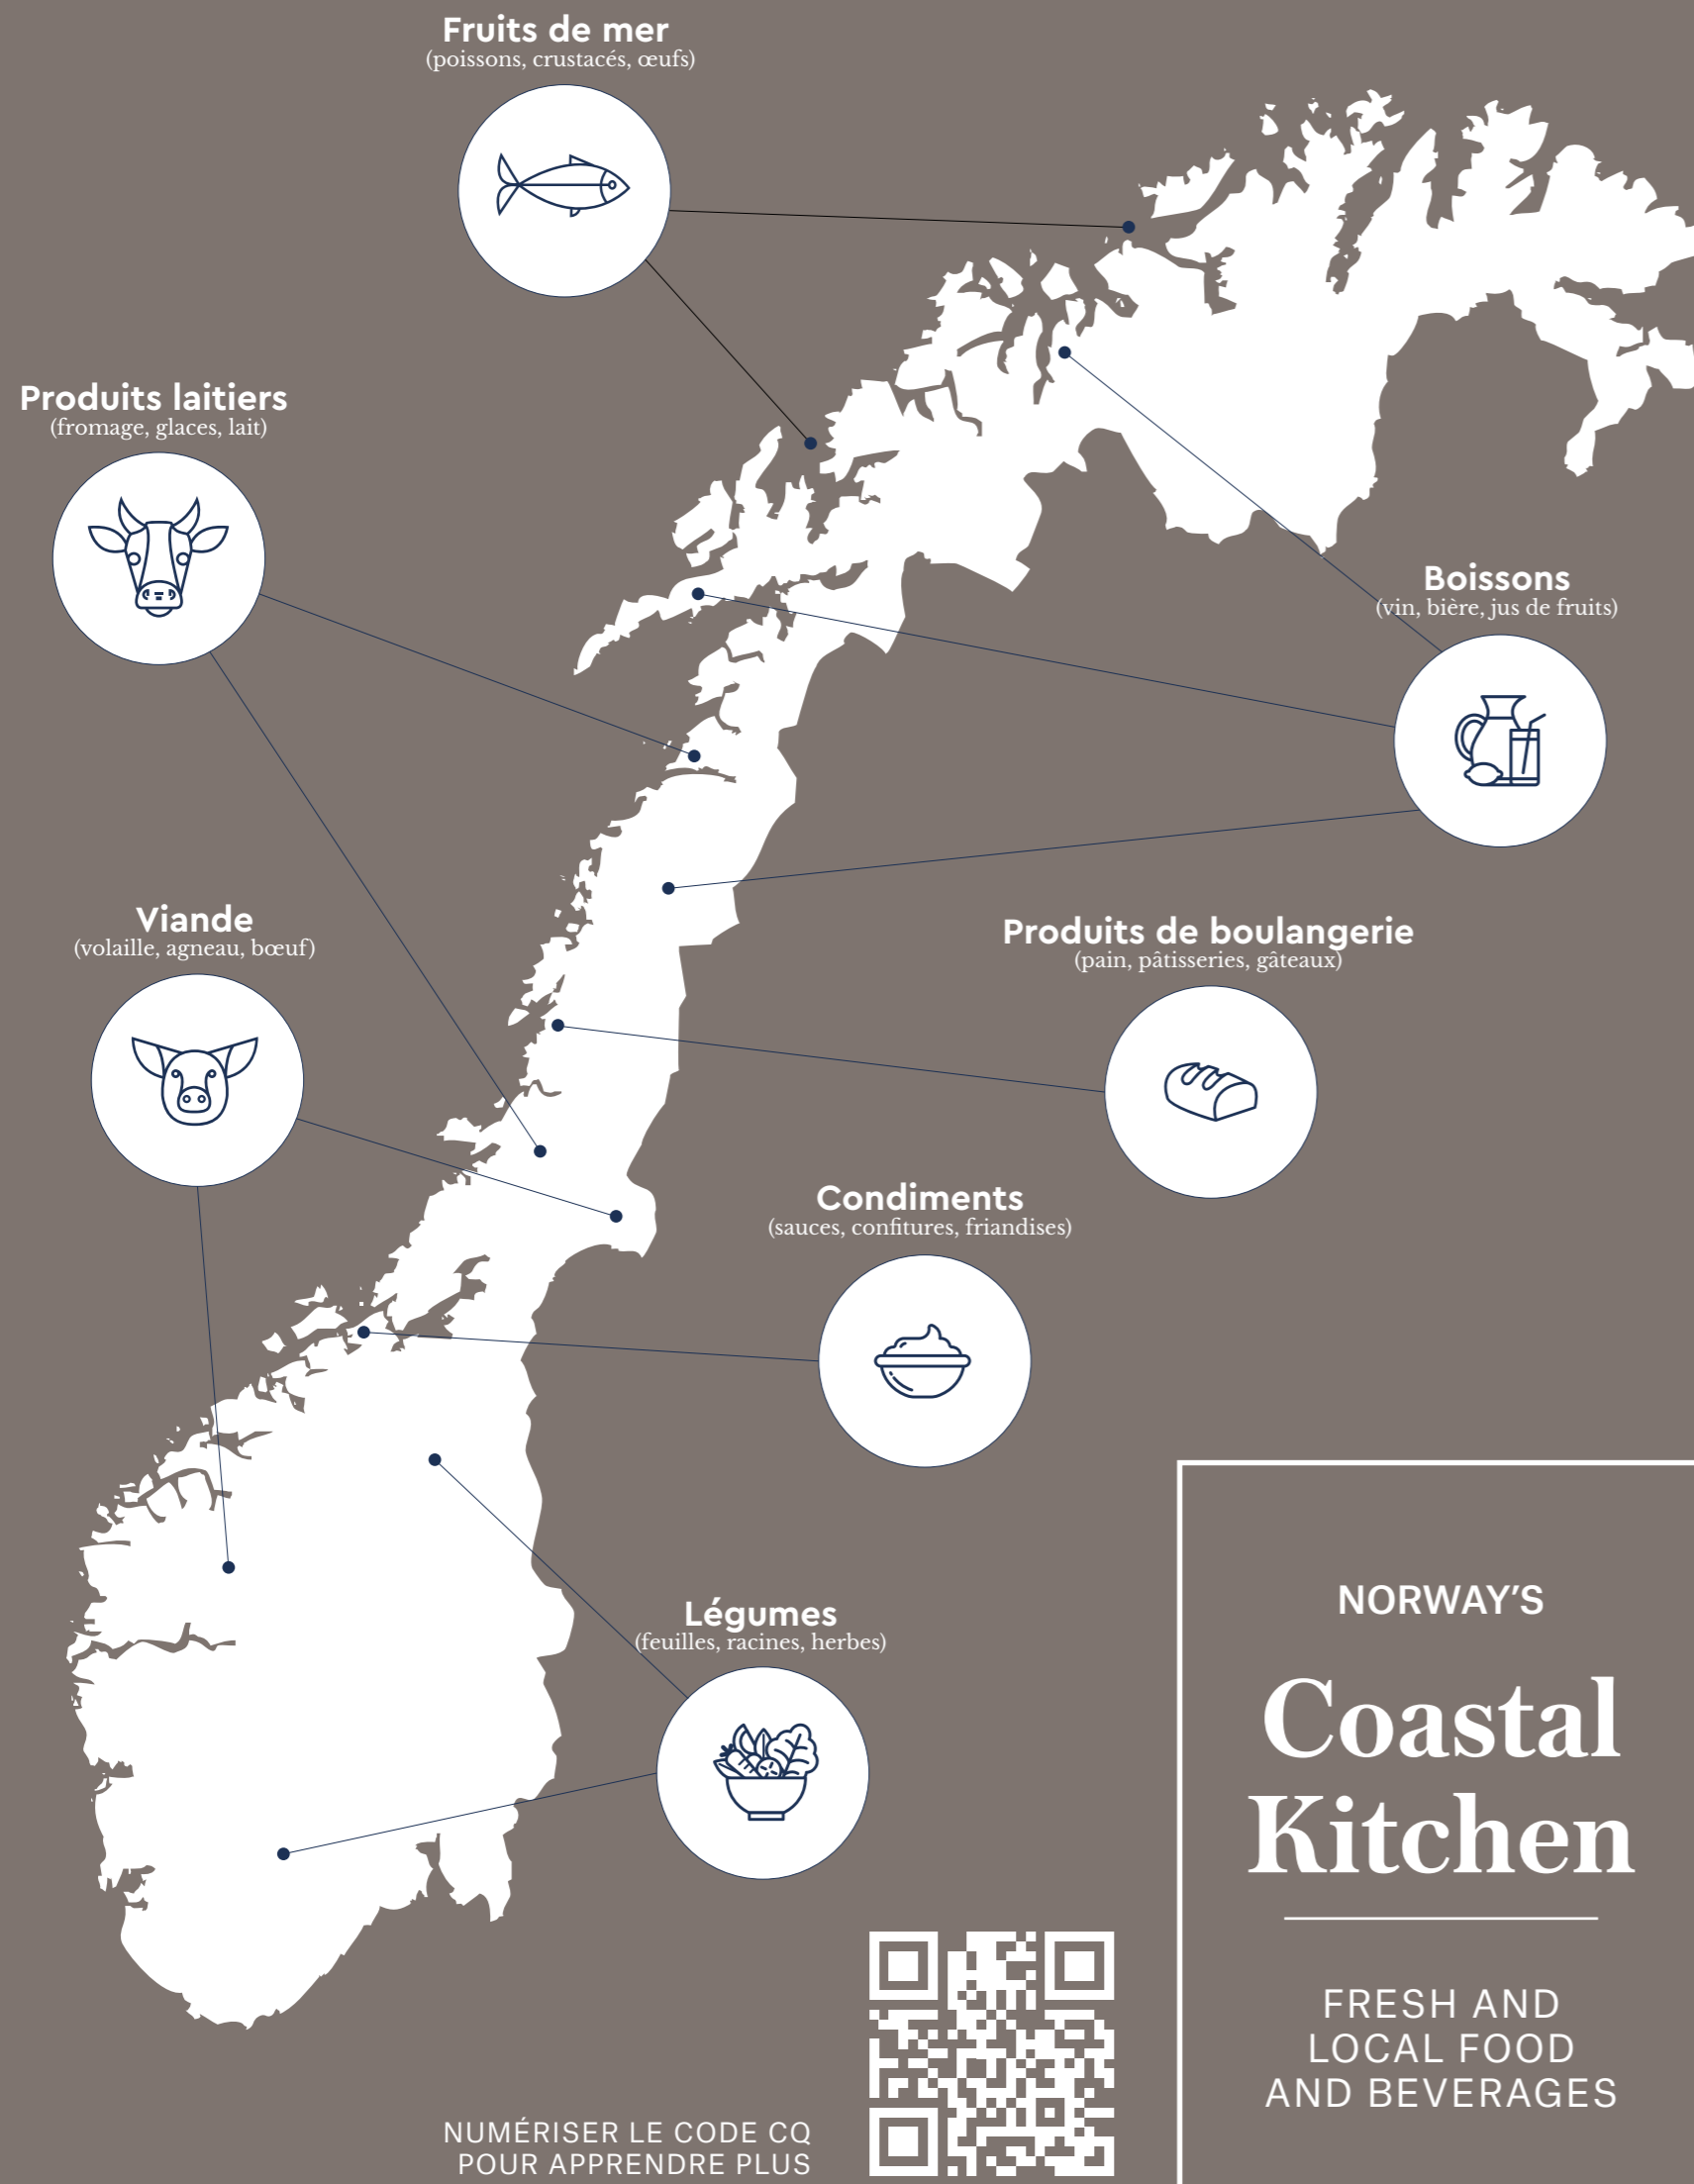 Fruits de mer
(poissons, crustacés, œufs)
Produits laitiers
(fromage, glaces, lait)
Boissons
(vin, bière, jus de fruits)
Viande
(volaille, agneau, bœuf)
Produits de boulangerie
(pain, pâtisseries, gâteaux)
Condiments
(sauces, confitures, friandises)
Légumes
(feuilles, racines, herbes)
NORWAY’S
Coastal
Kitchen
FRESH AND
LOCAL FOOD
AND BEVERAGES
NUMÉRISER LE CODE CQ
POUR APPRENDRE PLUS